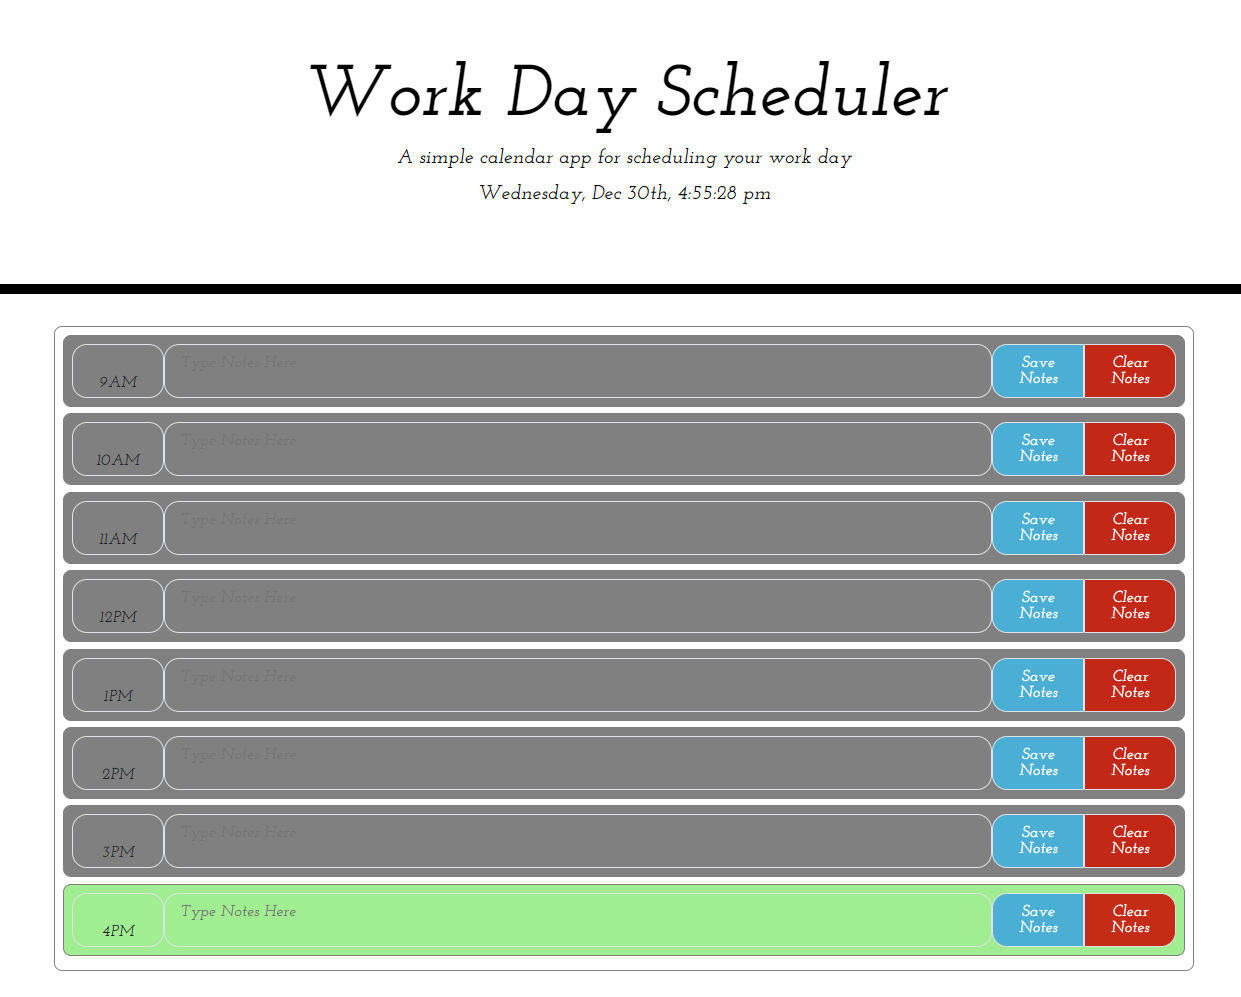 Work Day Scheduler
A simple calendar app for scheduling your work day
Wednesday, Dec 30th, 4:55:28 pm
9AM
Type Notes Here
Save
Notes
Clear
Notes
10AM
Type Notes Here
Save
Notes
Clear
Notes
11AM
Type Notes Here
Save
Notes
Clear
Notes
12PM
Type Notes Here
Save
Notes
Clear
Notes
1PM
Type Notes Here
Save
Notes
Clear
Notes
2PM
Type Notes Here
Save
Notes
Clear
Notes
3PM
Type Notes Here
Save
Notes
Clear
Notes
4PM
Type Notes Here
Save
Notes
Clear
Notes